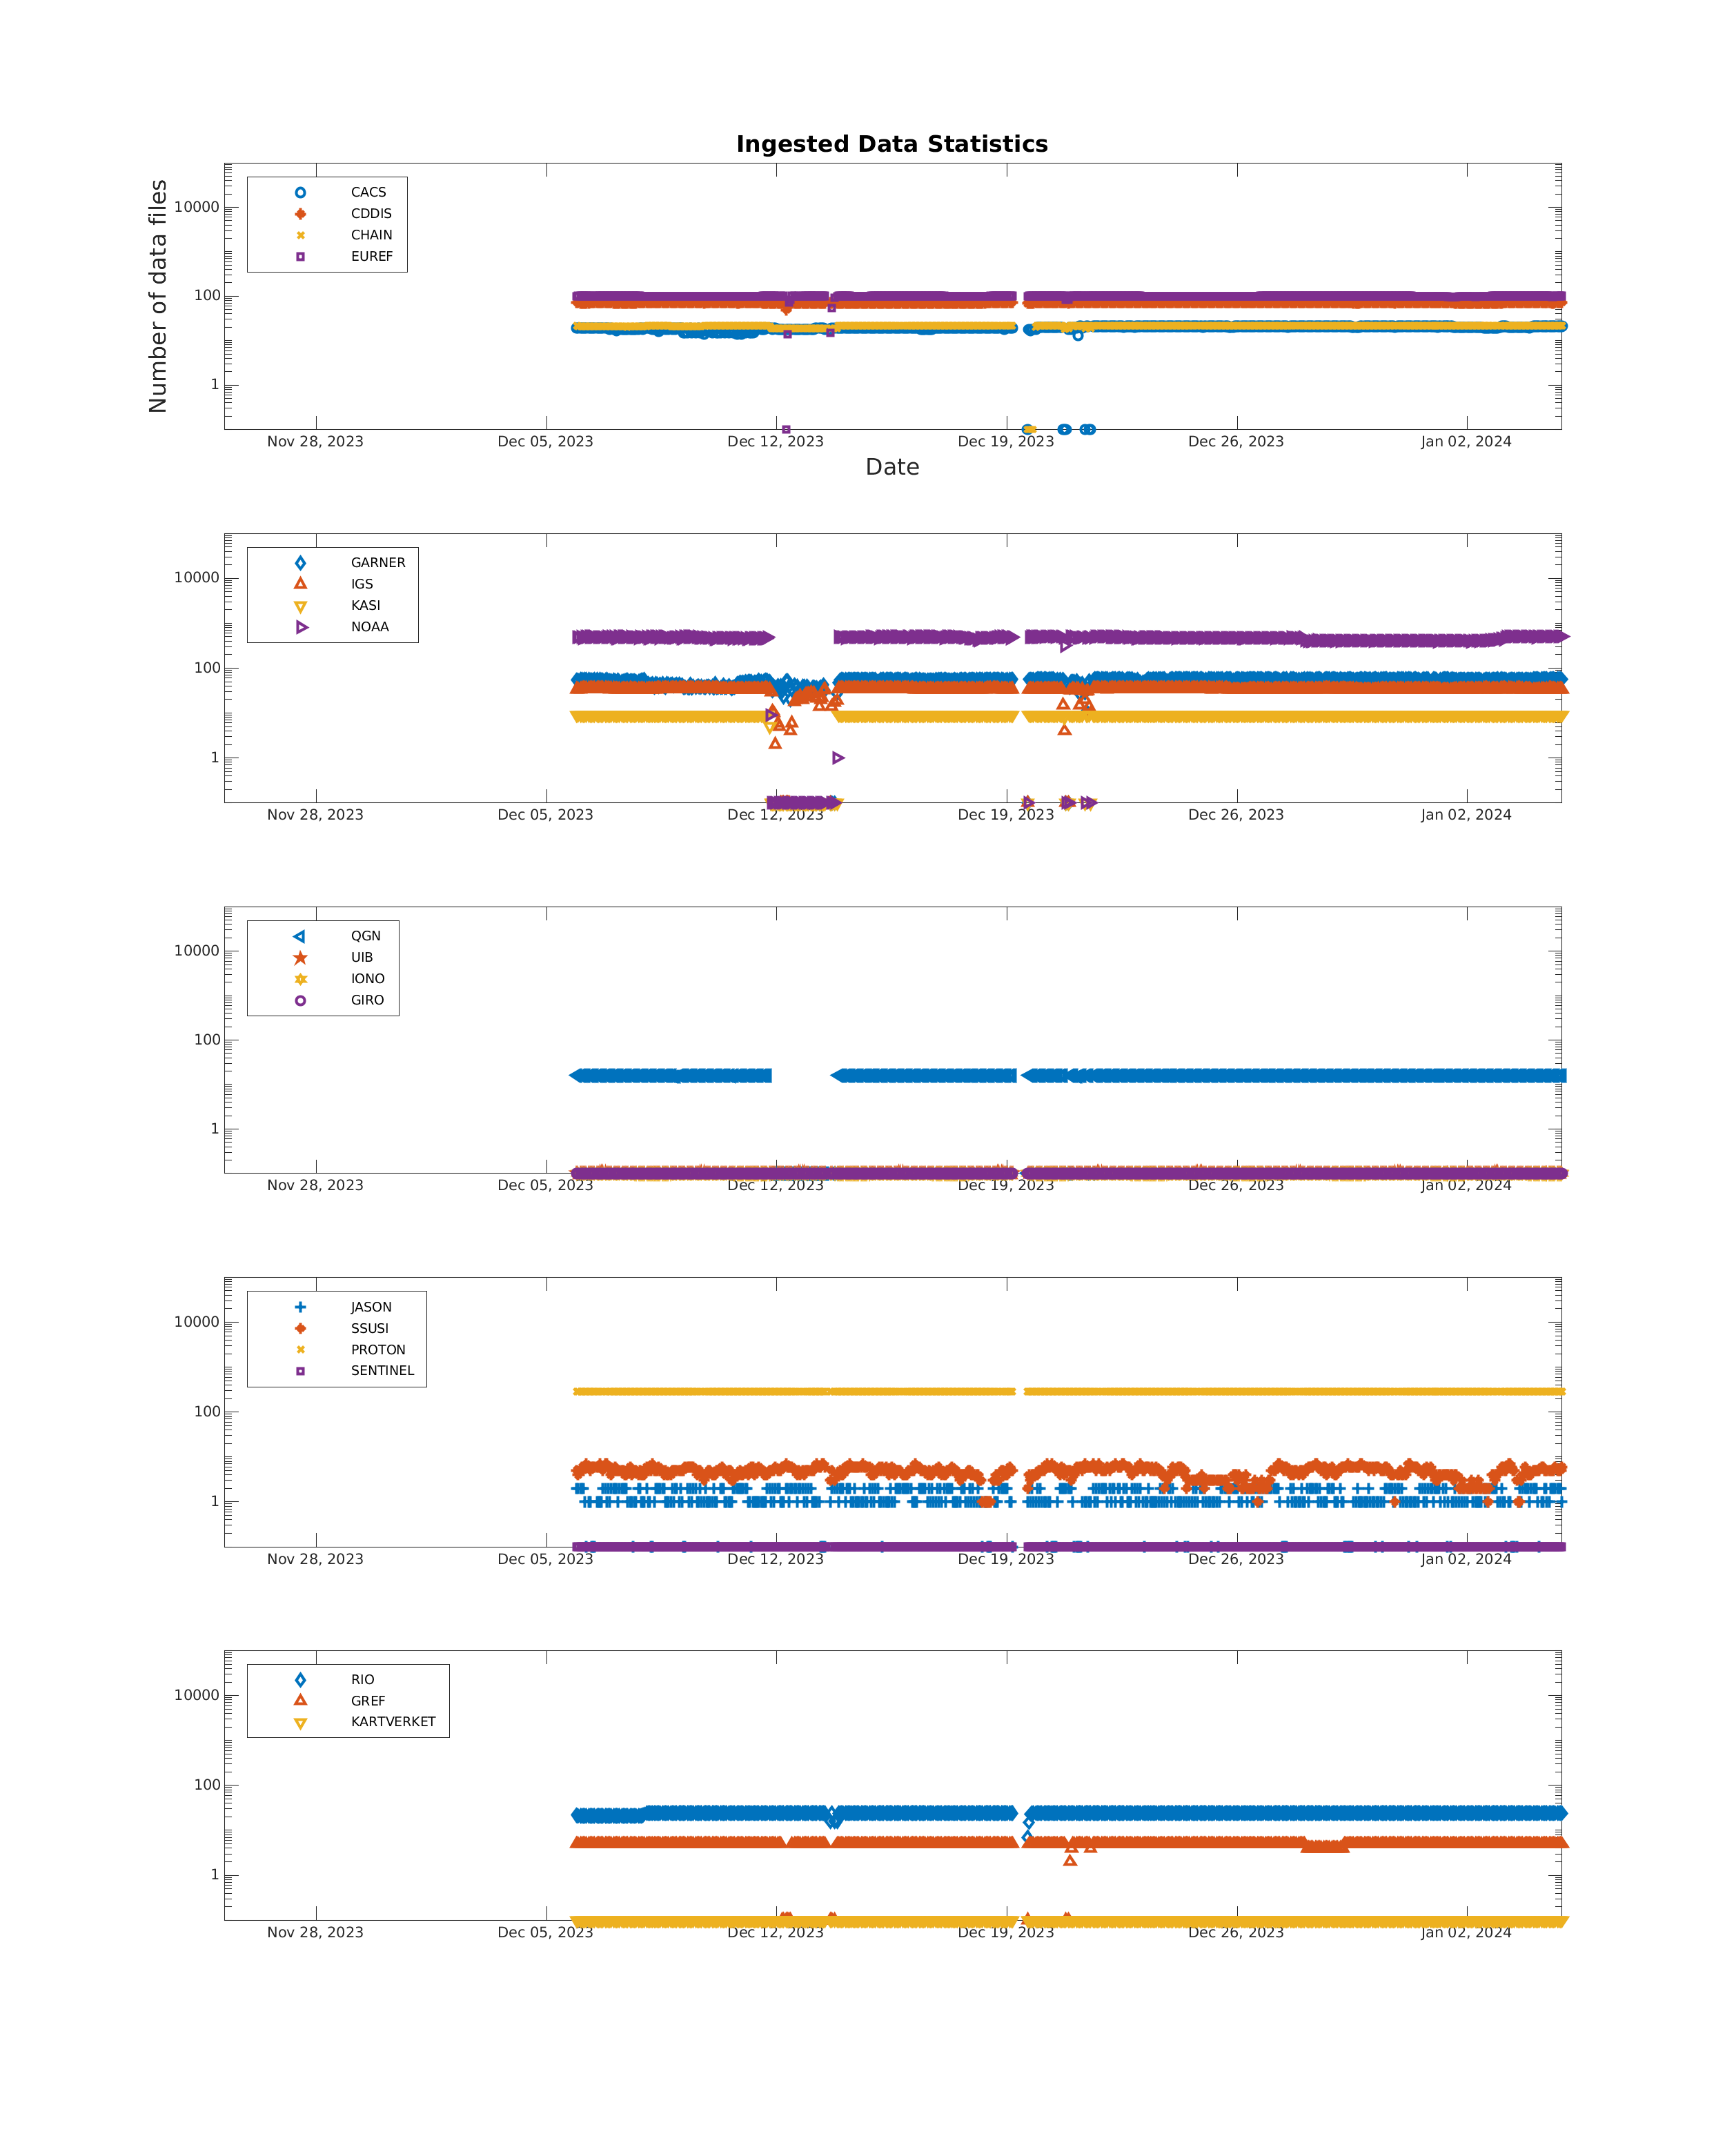 Ingested Data Statistics
Number of data files
10000
100
1
CACS
CDDIS
CHAIN
EUREF
Nov 28, 2023 Dec 05, 2023 Dec 12, 2023 Dec 19, 2023 Dec 26, 2023 Jan 02, 2024
Date
10000
100
1
GARNER
IGS
KASI
NOAA
Nov 28, 2023 Dec 05, 2023 Dec 12, 2023 Dec 19, 2023 Dec 26, 2023 Jan 02, 2024
10000
100
1
QGN
UIB
IONO
GIRO
Nov 28, 2023 Dec 05, 2023 Dec 12, 2023 Dec 19, 2023 Dec 26, 2023 Jan 02, 2024
10000
100
1
JASON
SSUSI
PROTON
SENTINEL
Nov 28, 2023 Dec 05, 2023 Dec 12, 2023 Dec 19, 2023 Dec 26, 2023 Jan 02, 2024
10000
100
1
RIO
GREF
KARTVERKET
Nov 28, 2023 Dec 05, 2023 Dec 12, 2023 Dec 19, 2023 Dec 26, 2023 Jan 02, 2024